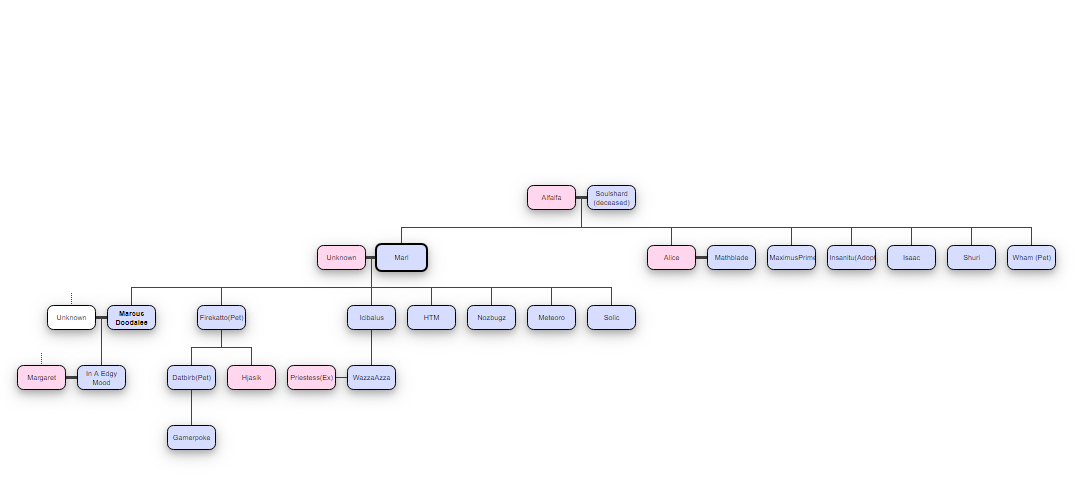 Alfalfa
Soulshard
(deceased)
Unknown
Mari
Alice
Mathblade
MaximusPrime
Insanitu(Adopt
Isaac
Shuri
Wham (Pet)
Unknown
Marous
Doodalee
Firekatto(Pet)
Icibalus
HTM
Nozbugz
Meteoro
Solic
Margaret
In A Edgy
Mood
Datbirb(Pet)
Hjasik
Priestess(Ex)
WazzaAzza
Gamerpoke